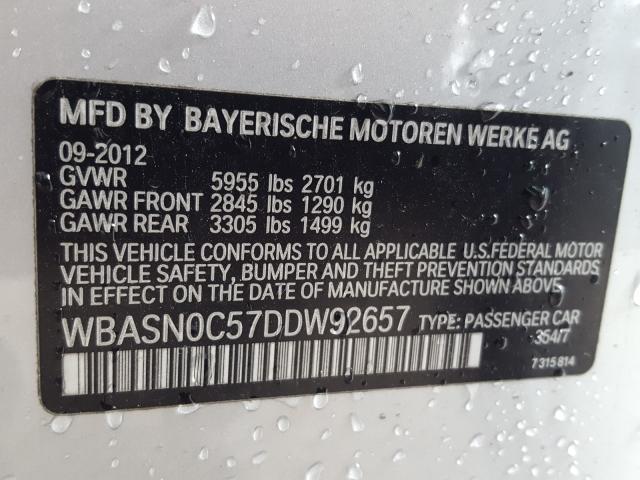 MFD BY BAYERISCHE MOTOREN WERKE AG
09-2012
GVWR 5955 lbs 2701 kg
GAWR FRONT 2845 lbs 1290 kg
GAWR REAR 3305 lbs 1499 kg
THIS VEHICLE CONFORMS TO ALL APPLICABLE U.S.FEDERAL MOTOR
VEHICLE SAFETY, BUMPER AND THEFT PREVENTION STANDARDS
IN EFFECT ON THE DATE OF MANUFACTURE SHOWN ABOVE.
WBASN0C57DDW92657 TYPE: PASSENGER CAR
354/7
7315814